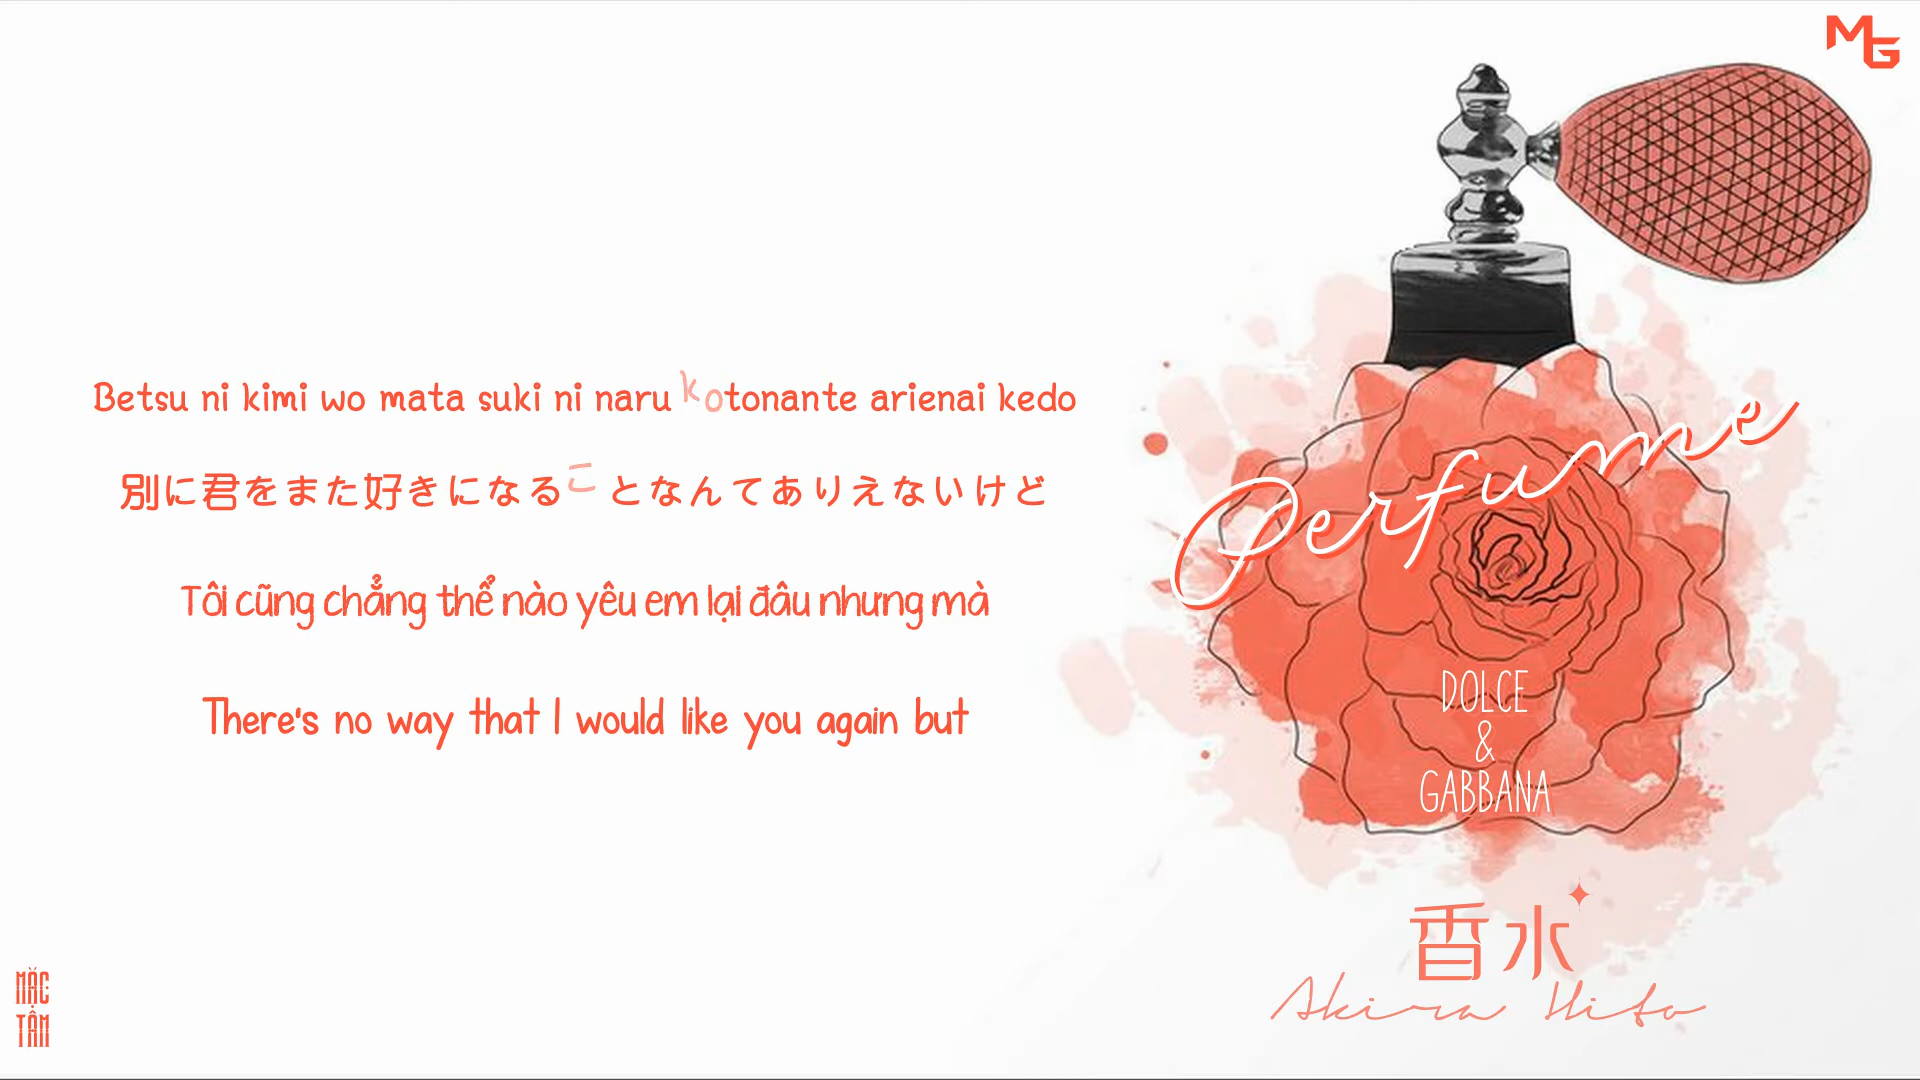 MG
Betsu ni kimi wo mata suki ni naru kotonante arienai kedo
別に君をまた好きになることなんてありえないけど
Tôi cũng chẳng thể nào yêu em lại đâu nhưng mà
There's no way that I would like you again but
Perfume
DOLCE
&
GABBANA
香水
Akira Hito
MẶC
TÂM